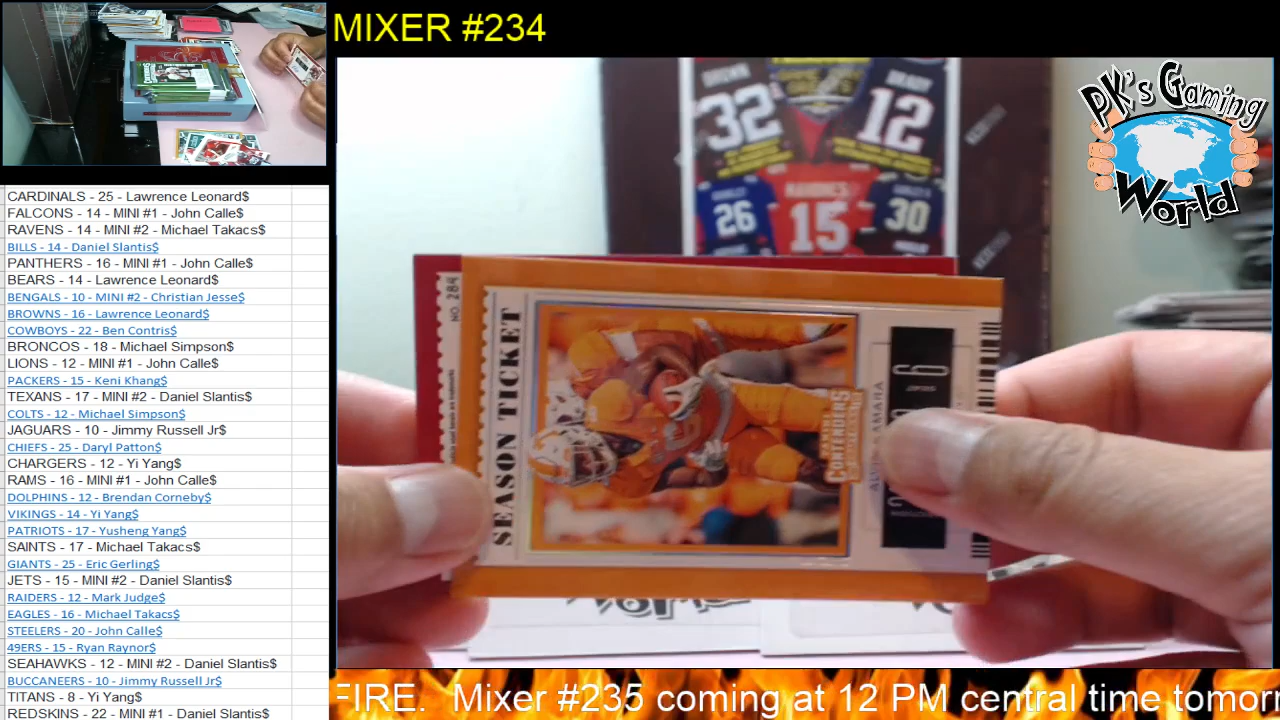 MIXER #234
PK's Gaming
World
CARDINALS - 25 - Lawrence Leonard$
FALCONS - 14 - MINI #1 - John Calle$
RAVENS - 14 - MINI #2 - Michael Takacs$
BILLS - 14 - Daniel Slantis$
PANTHERS - 16 - MINI #1 - John Calle$
BEARS - 14 - Lawrence Leonard$
BENGALS - 10 - MINI #2 - Christian Jesse$
BROWNS - 16 - Lawrence Leonard$
COWBOYS - 22 - Ben Contris$
BRONCOS - 18 - Michael Simpson$
LIONS - 12 - MINI #1 - John Calle$
PACKERS - 15 - Keni Khang$
TEXANS - 17 - MINI #2 - Daniel Slantis$
COLTS - 12 - Michael Simpson$
JAGUARS - 10 - Jimmy Russell Jr$
CHIEFS - 25 - Daryl Patton$
CHARGERS - 12 - Yi Yang$
RAMS - 16 - MINI #1 - John Calle$
DOLPHINS - 12 - Brendan Corneby$
VIKINGS - 14 - Yi Yang$
PATRIOTS - 17 - Yusheng Yang$
SAINTS - 17 - Michael Takacs$
GIANTS - 25 - Eric Gerling$
JETS - 15 - MINI #2 - Daniel Slantis$
RAIDERS - 12 - Mark Judge$
EAGLES - 16 - Michael Takacs$
STEELERS - 20 - John Calle$
49ERS - 15 - Ryan Raynor$
SEAHAWKS - 12 - MINI #2 - Daniel Slantis$
BUCCANEERS - 10 - Jimmy Russell Jr$
TITANS - 8 - Yi Yang$
REDSKINS - 22 - MINI #1 - Daniel Slantis$
BROWN
32
BRADY
12
26
MAHOMES
15
30
NO. 284
SEASON TICKET
CONTENDERS
6
World
FIRE. Mixer #235 coming at 12 PM central time tomor